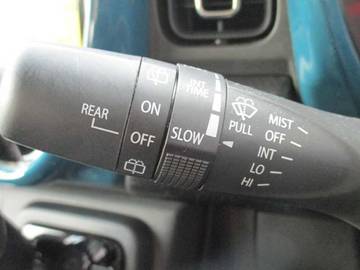 REAR
ON
OFF
INT
TIME
SLOW
PULL
MIST
OFF
INT
LO
HI